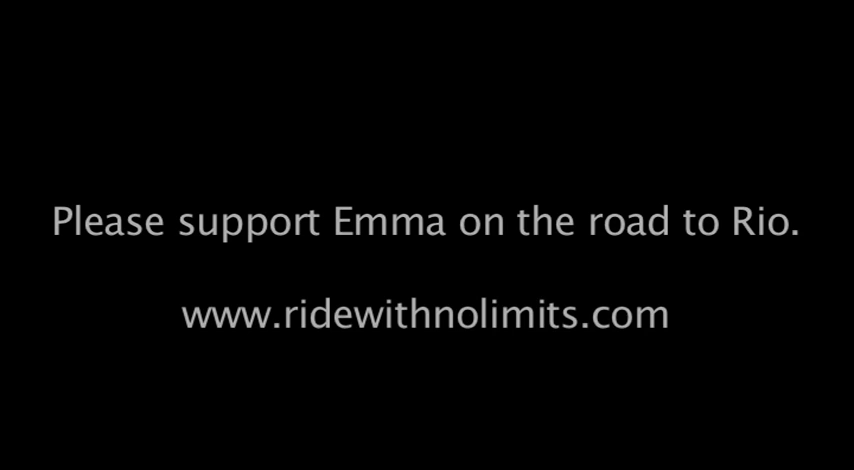 Please support Emma on the road to Rio.
www.ridewithnolimits.com